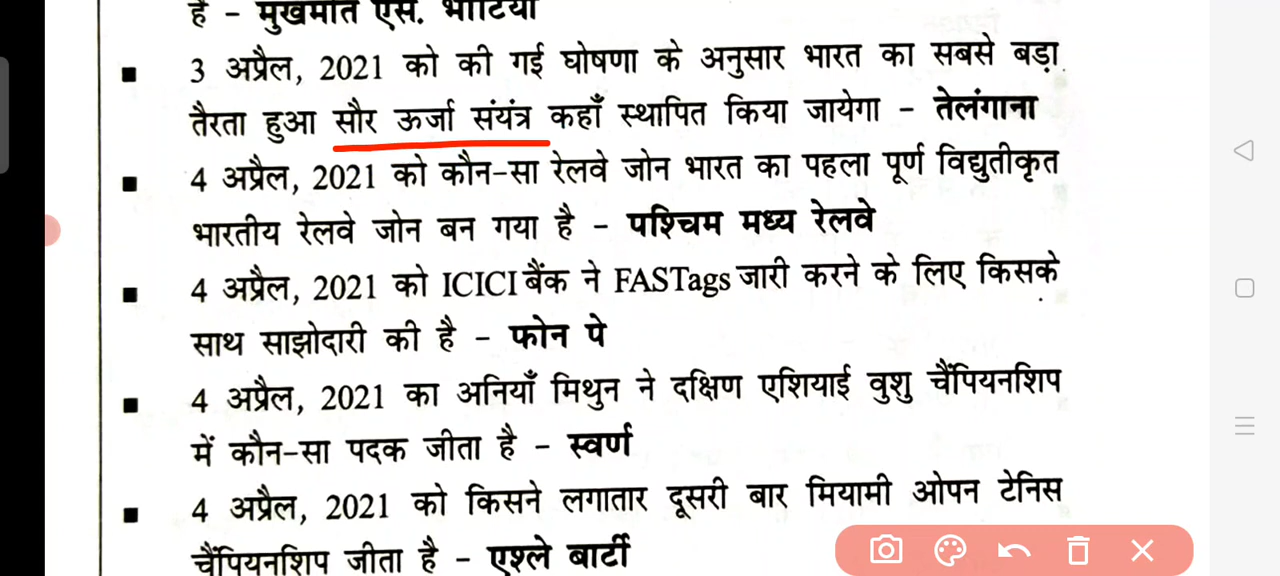 है - मुखमीत एस. भाटिया
■ 3 अप्रैल, 2021 को की गई घोषणा के अनुसार भारत का सबसे बड़ा
तैरता हुआ सौर ऊर्जा संयंत्र कहाँ स्थापित किया जायेगा - तेलंगाना
■ 4 अप्रैल, 2021 को कौन-सा रेलवे जोन भारत का पहला पूर्ण विद्युतीकृत
भारतीय रेलवे जोन बन गया है - पश्चिम मध्य रेलवे
■ 4 अप्रैल, 2021 को ICICI बैंक ने FASTags जारी करने के लिए किसके
साथ साझोदारी की है - फोन पे
■ 4 अप्रैल, 2021 का अनियाँ मिथुन ने दक्षिण एशियाई वुशु चैंपियनशिप
में कौन-सा पदक जीता है - स्वर्ण
■ 4 अप्रैल, 2021 को किसने लगातार दूसरी बार मियामी ओपन टेनिस
चैंपियनशिप जीता है - एश्ले बार्टी